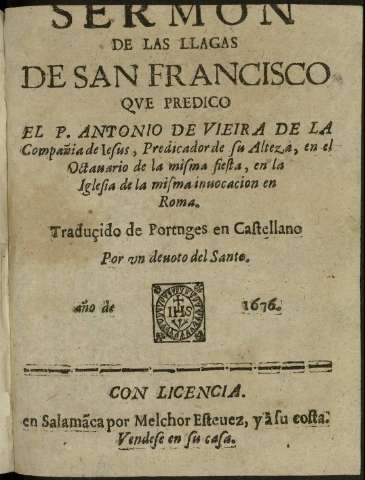 SERMON
DE LAS LLAGAS
DE SAN FRANCISCO
QVE PREDICO
EL P. ANTONIO DE VIEIRA DE LA
Compañia de Iesus, Predicador de su Alteza, en el
Octauario de la misma fiesta, en la
Iglesia de la misma inuocacion en
Roma.
Traduçido de Portuges en Castellano
Por vn deuoto del Santo.
año de IHS 1676.
CON LICENCIA.
en Salamãca por Melchor Esteuez, y à su costa.
Vendese en su casa.